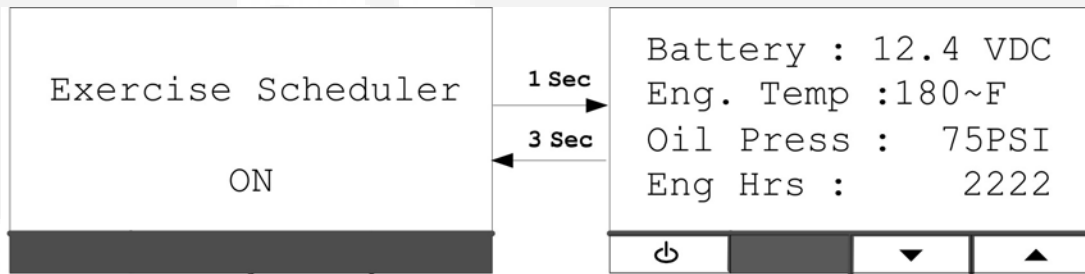 Exercise Scheduler
ON
1 Sec
3 Sec
Battery : 12.4 VDC
Eng. Temp :180~F
Oil Press : 75PSI
Eng Hrs : 2222